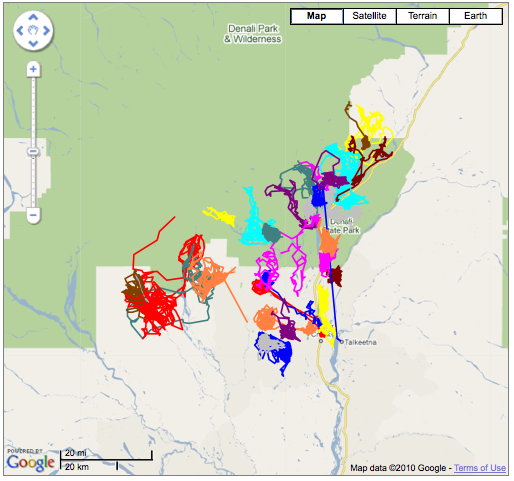 Map Satellite Terrain Earth
Denali Park
& Wilderness
Denali
State Park
Talkeetna
POWERED BY
Google
20 mi
20 km
Map data ©2010 Google - Terms of Use